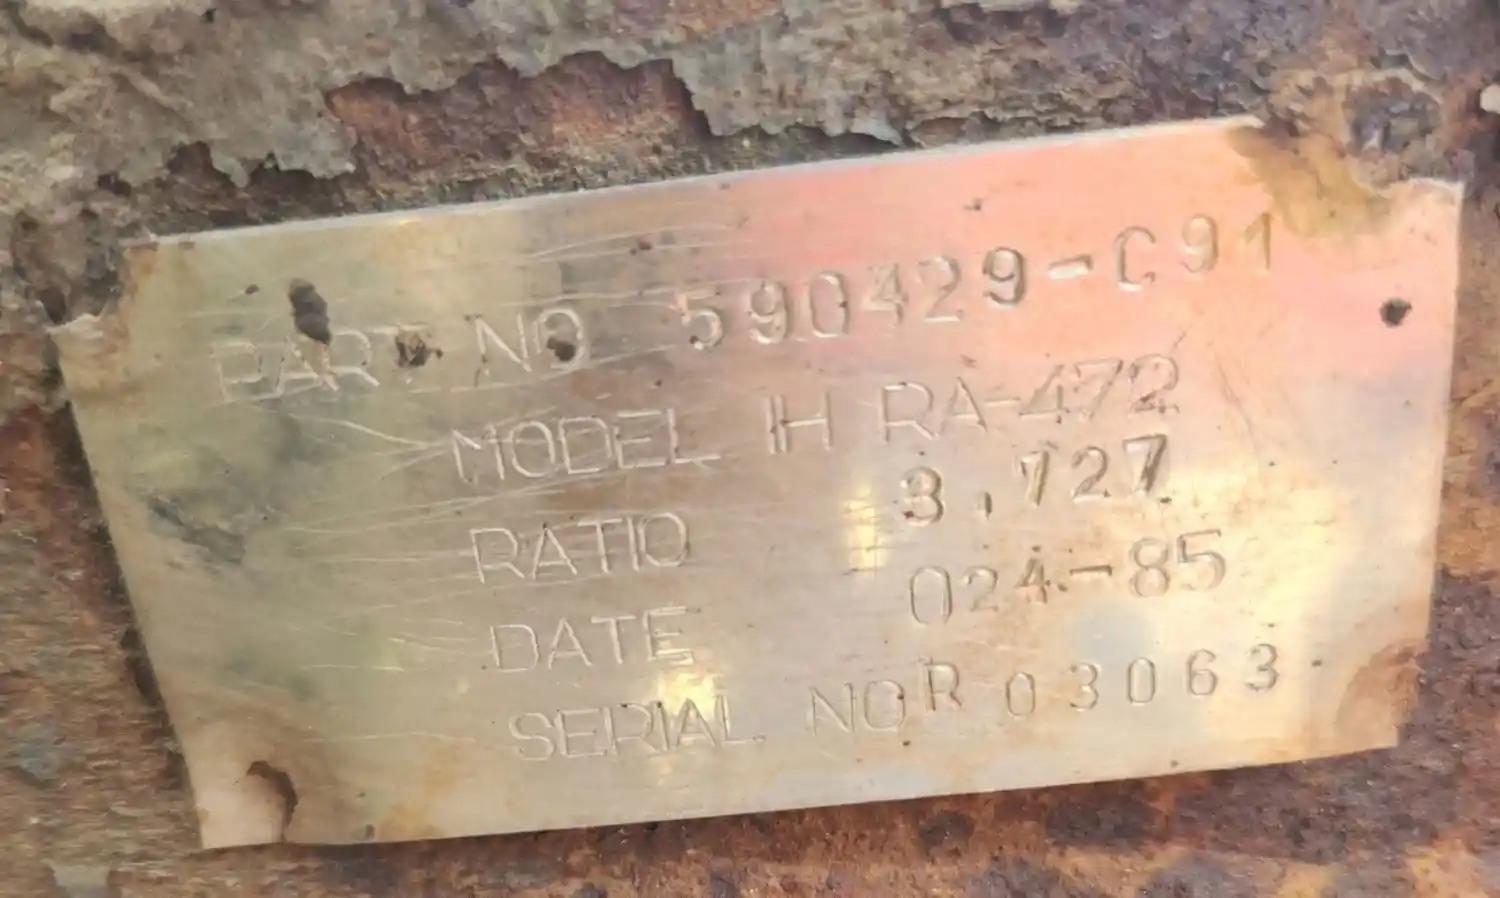 PART NO 590429-C91
MODEL IH RA-472
RATIO 3.727
DATE 024-85
SERIAL NO R 03063